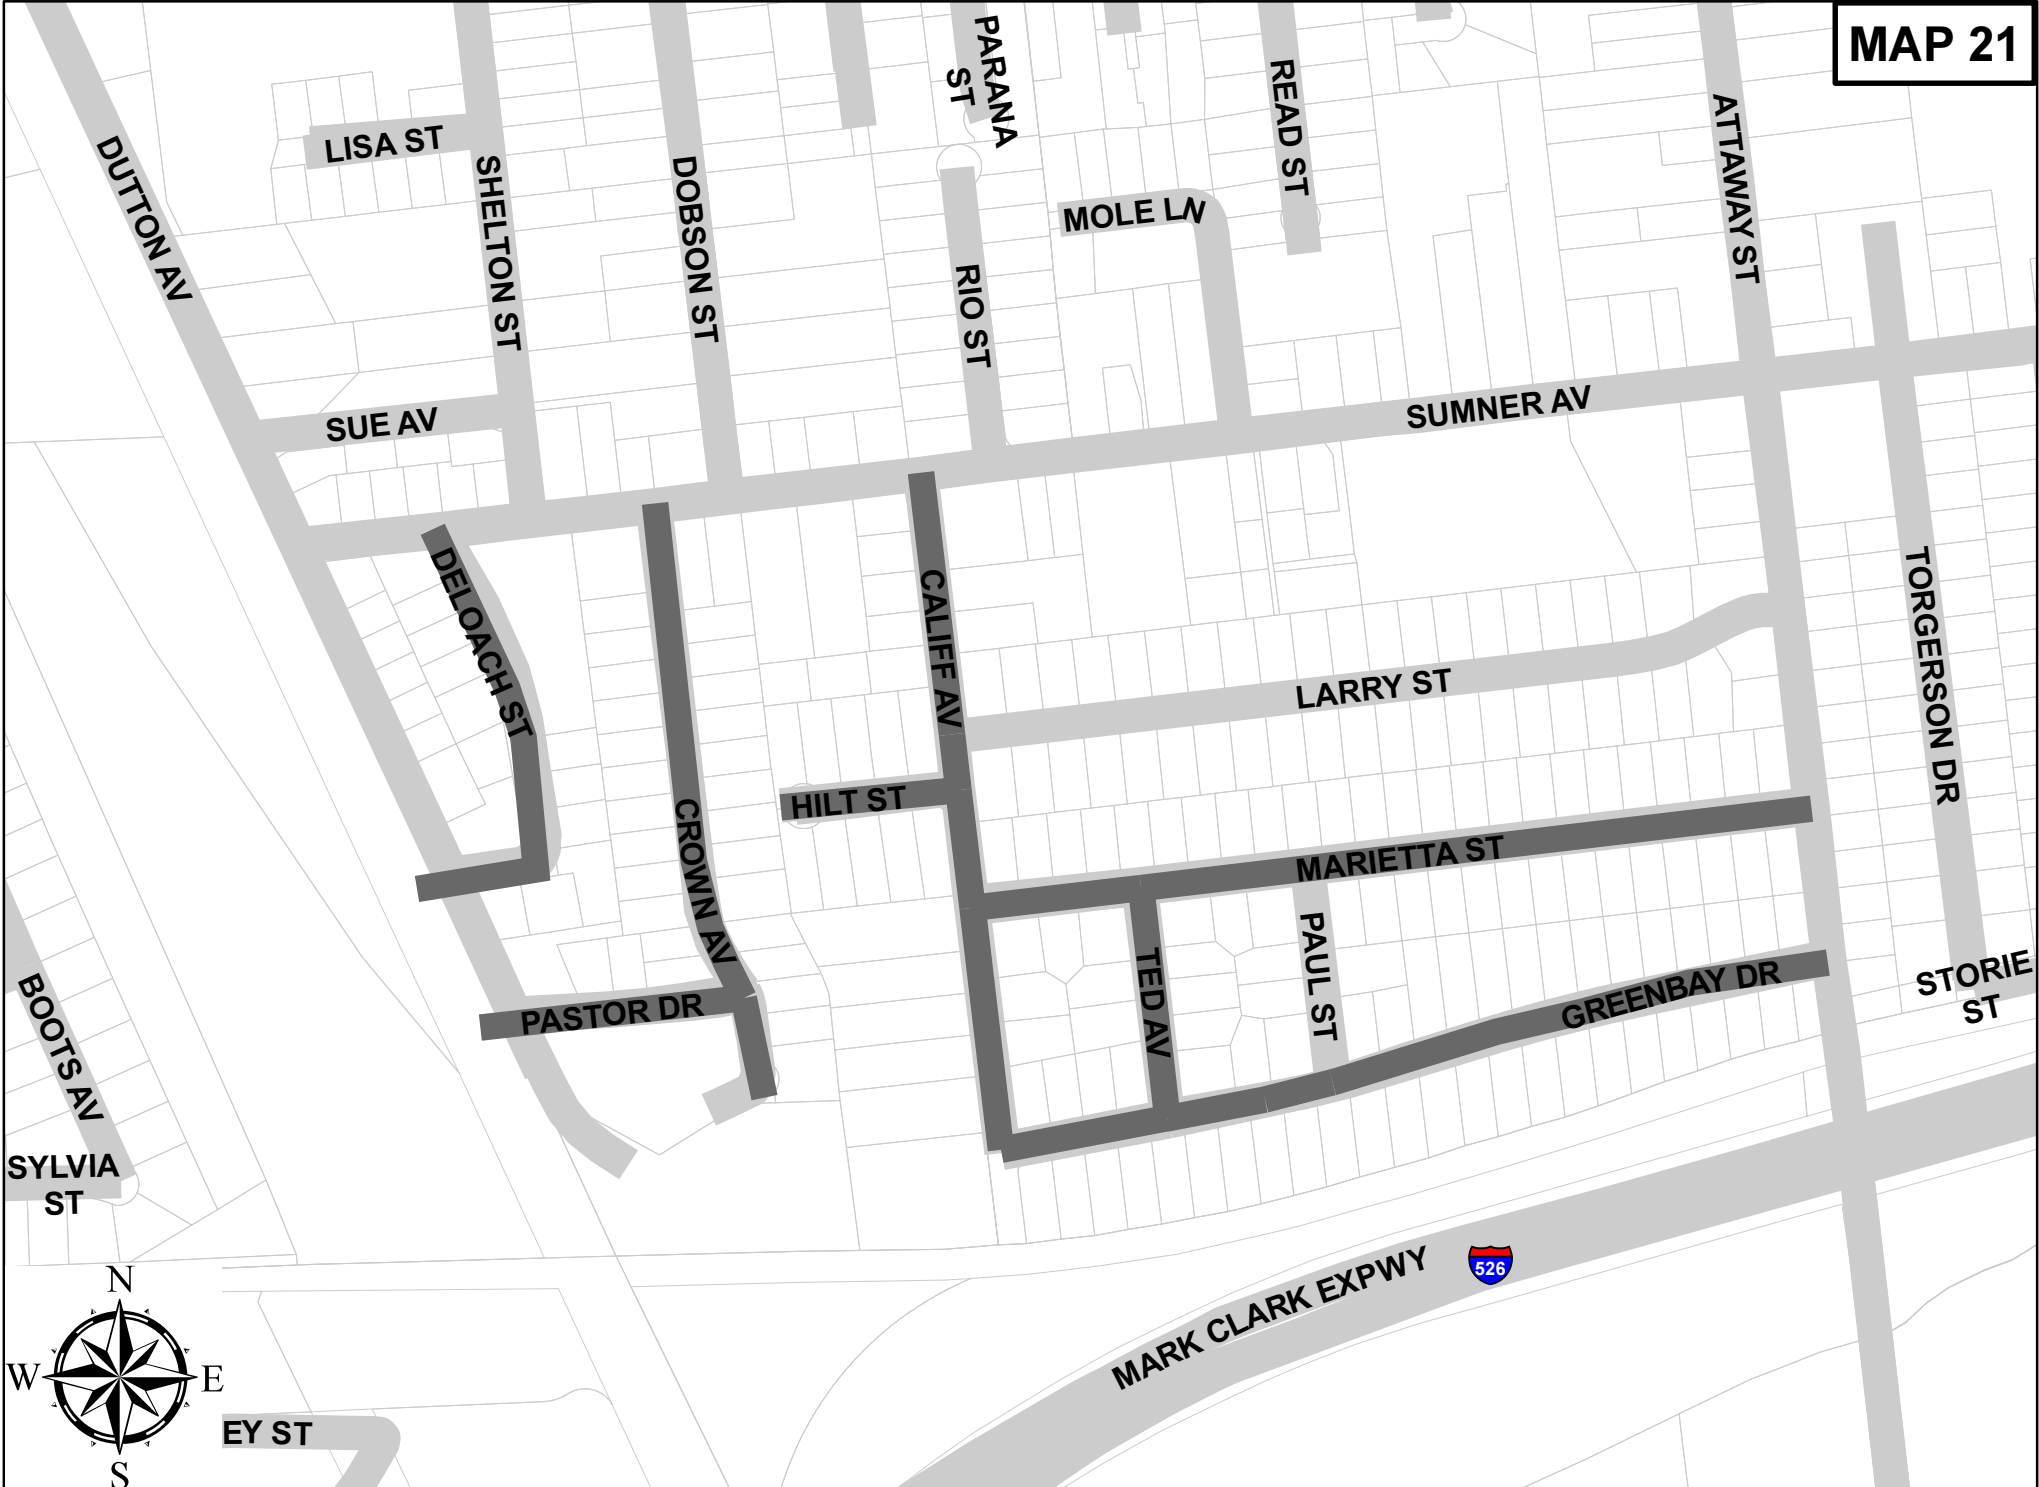 MAP 21
PARANA
ST
READ ST
ATTAWAY ST
LISA ST
DUTTON AV
SHELTON ST
DOBSON ST
MOLE LN
RIO ST
SUE AV
SUMNER AV
DELOACH ST
CALIFF AV
TORGERSON DR
LARRY ST
HILT ST
CROWN AV
MARIETTA ST
PAUL ST
TED AV
GREENBAY DR
STORIE
ST
PASTOR DR
BOOTS AV
SYLVIA
ST
MARK CLARK EXPWY
526
N
W
E
S
EY ST